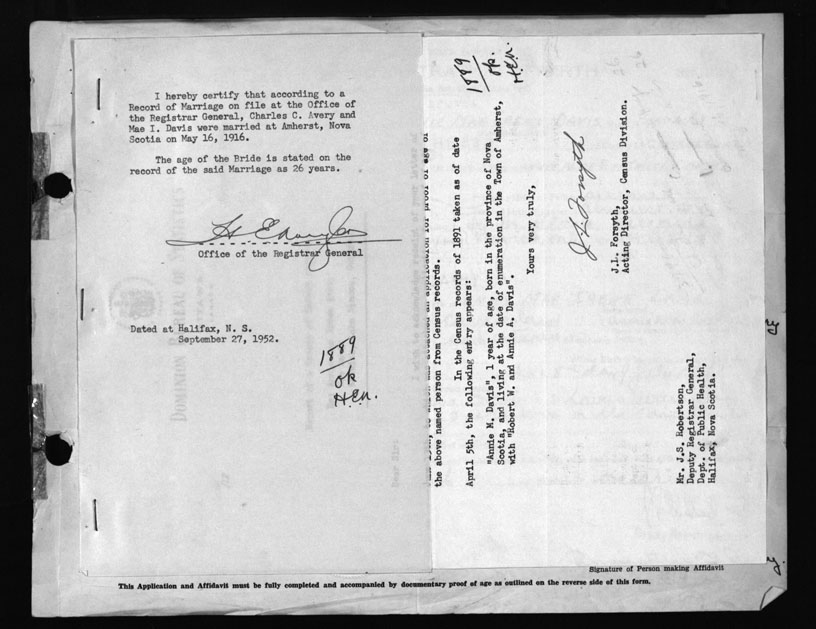 I hereby certify that according to a
Record of Marriage on file at the Office of
the Registrar General, Charles C. Avery and
Mae I. Davis were married at Amherst, Nova
Scotia on May 16, 1916.
The age of the Bride is stated on the
record of the said Marriage as 26 years.
Office of the Registrar General
Dated at Halifax, N. S.
September 27, 1952.
1889
ok
H.E.N.
1889
ok.
H.E.N.
the above named person from Census records.
In the Census records of 1891 taken as of date
April 5th, the following entry appears:
"Annie M. Davis", 1 year of age, born in the province of Nova
Scotia, and living at the date of enumeration in the Town of Amherst,
with "Robert W. and Annie A. Davis".
Yours very truly,
J. L. Forsyth
J.L. Forsyth,
Acting Director, Census Division.
Mr. J.S. Robertson,
Deputy Registrar General,
Dept. of Public Health,
Halifax, Nova Scotia.
Signature of Person making Affidavit
This Application and Affidavit must be fully completed and accompanied by documentary proof of age as outlined on the reverse side of this form.